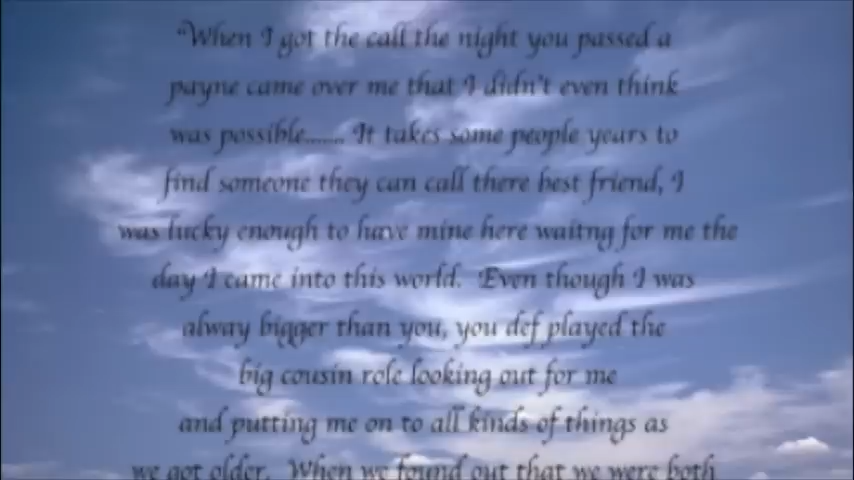 "When I got the call the night you passed a
payne came over me that I didn't even think
was possible....... It takes some people years to
find someone they can call there best friend, I
was lucky enough to have mine here waitng for me the
day I came into this world. Even though I was
alway bigger than you, you def played the
big cousin role looking out for me
and putting me on to all kinds of things as
we got older. When we found out that we were both